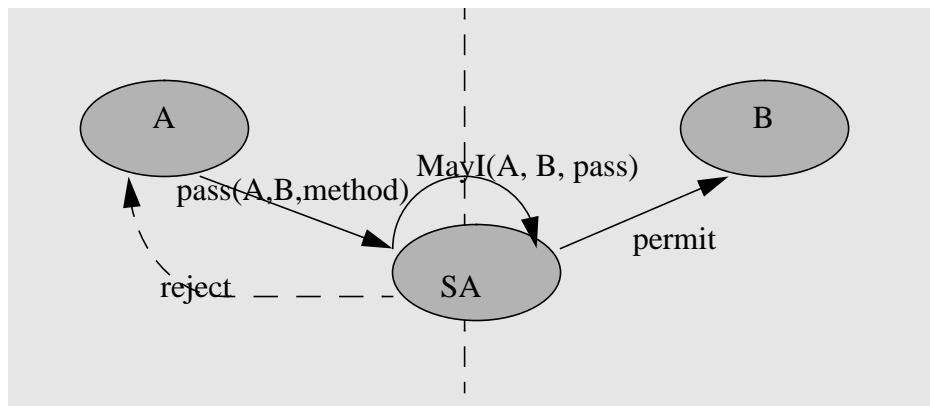 A
B
MayI(A, B, pass)
pass(A,B,method)
permit
reject
SA